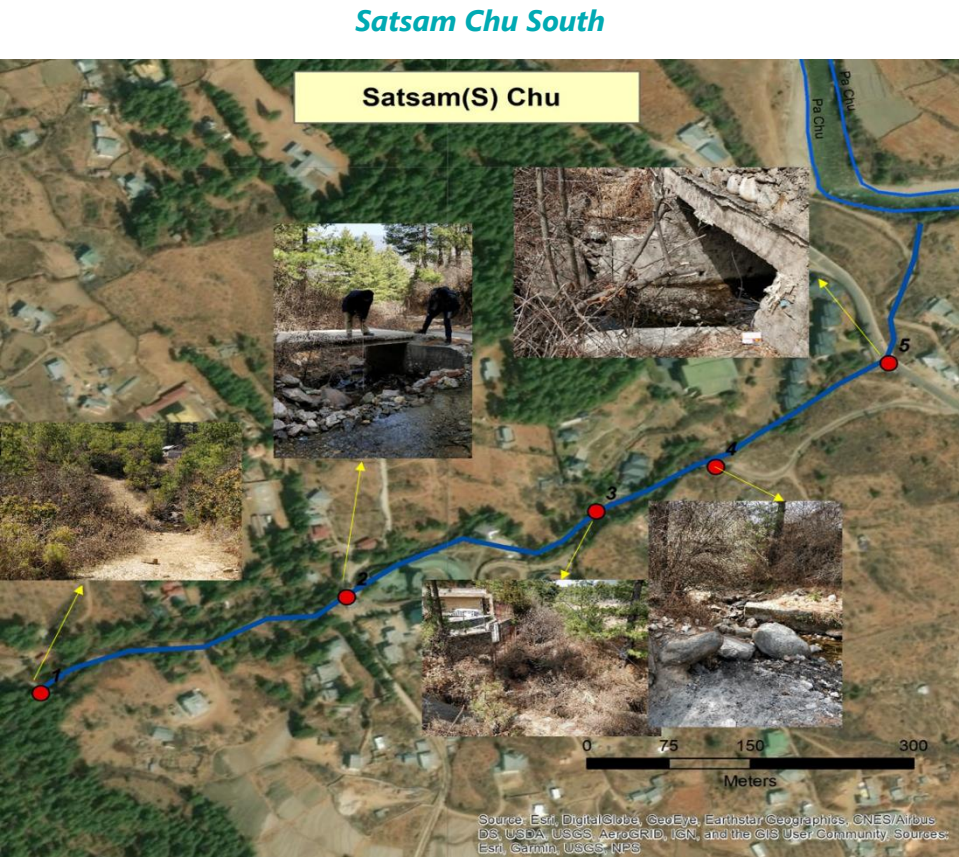 Satsam Chu South
Satsam(S) Chu
Pa Chu
Pa Chu
5
4
3
2
1
0 75 150 300
Meters
Source: Esri, DigitalGlobe, GeoEye, Earthstar Geographics, CNES/Airbus
DS, USDA, USGS, AeroGRID, IGN, and the GIS User Community, Sources:
Esri, Garmin, USGS, NPS